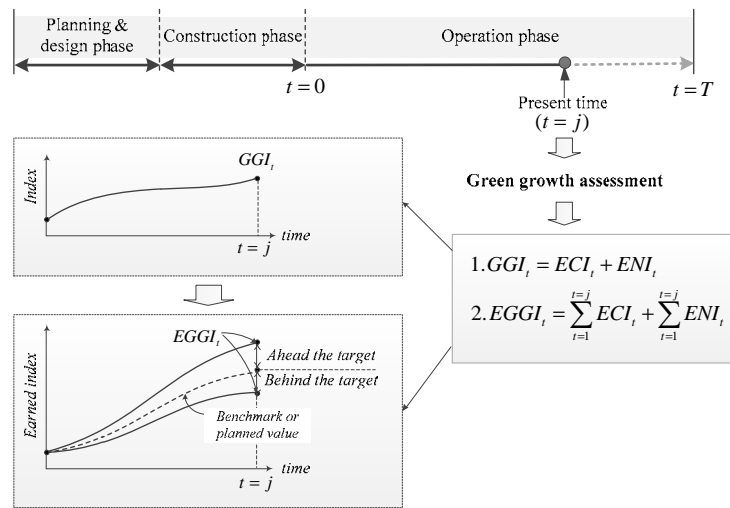 Planning &
design phase
Construction phase
Operation phase
t = 0
t = T
Present time
(t = j)
Green growth assessment
Index
GGI_t
t = j
time
1. GGI_t = ECI_t + ENI_t
2. EGGI_t = \sum_{t=1}^{t=j} ECI_t + \sum_{t=1}^{t=j} ENI_t
Earned index
EGGI_t
Ahead the target
Behind the target
Benchmark or
planned value
time
t = j